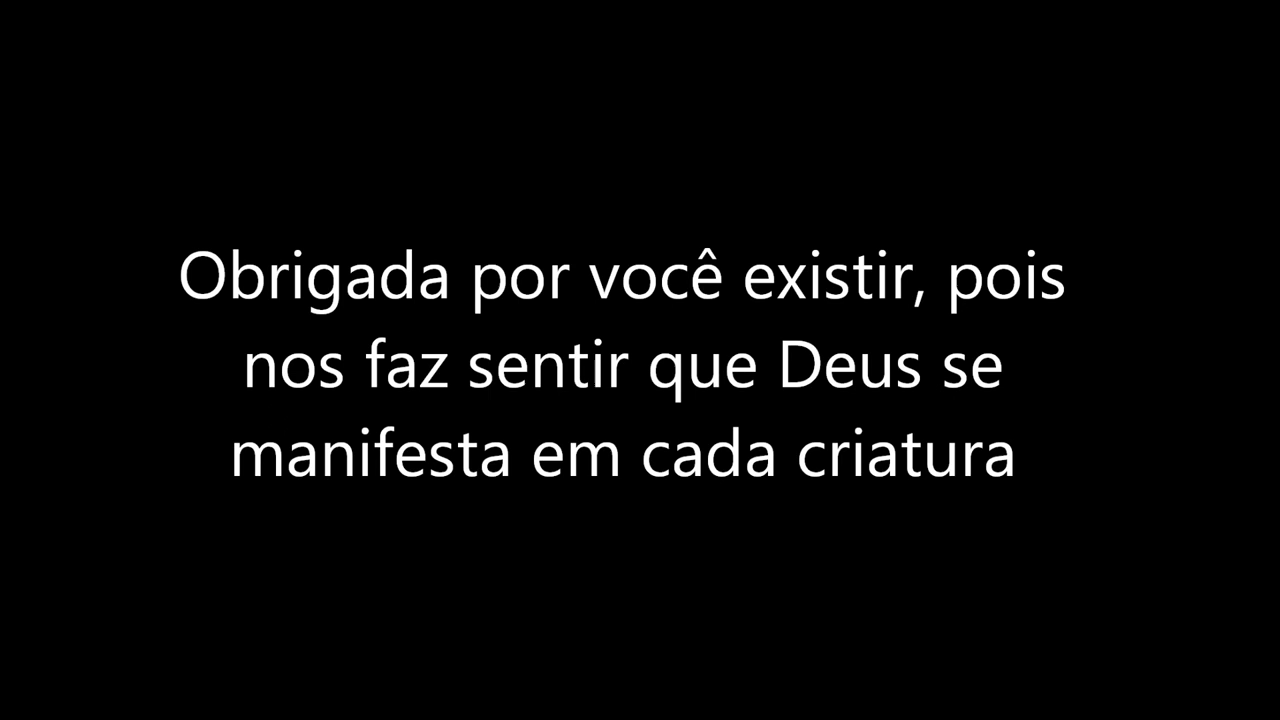 Obrigada por você existir, pois
nos faz sentir que Deus se
manifesta em cada criatura